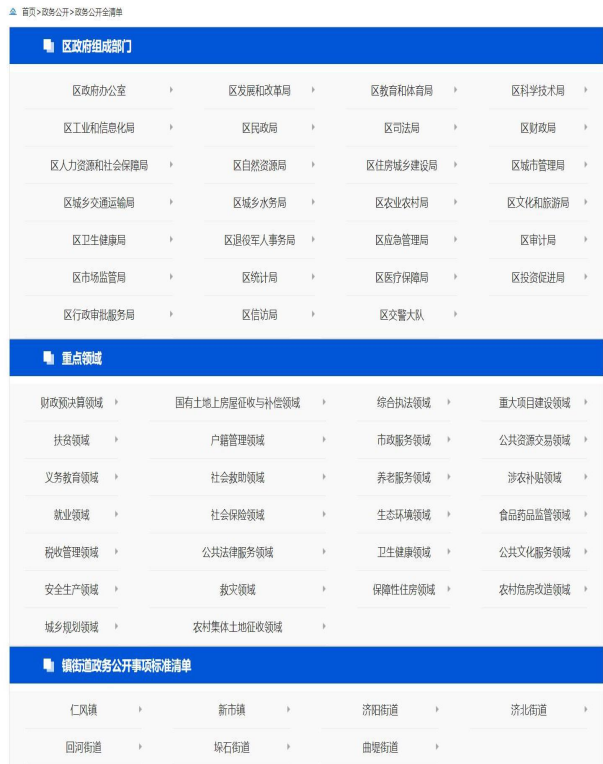 首页>政务公开>政务公开全清单
区政府组成部门
区政府办公室 区发展和改革局 区教育和体育局 区科学技术局
区工业和信息化局 区民政局 区司法局 区财政局
区人力资源和社会保障局 区自然资源局 区住房城乡建设局 区城市管理局
区城乡交通运输局 区城乡水务局 区农业农村局 区文化和旅游局
区卫生健康局 区退役军人事务局 区应急管理局 区审计局
区市场监管局 区统计局 区医疗保障局 区投资促进局
区行政审批服务局 区信访局 区交警大队
重点领域
财政预决算领域 国有土地上房屋征收与补偿领域 综合执法领域 重大项目建设领域
扶贫领域 户籍管理领域 市政服务领域 公共资源交易领域
义务教育领域 社会救助领域 养老服务领域 涉农补贴领域
就业领域 社会保险领域 生态环境领域 食品药品监管领域
税收管理领域 公共法律服务领域 卫生健康领域 公共文化服务领域
安全生产领域 救灾领域 保障性住房领域 农村危房改造领域
城乡规划领域 农村集体土地征收领域
镇街道政务公开事项标准清单
仁风镇 新市镇 济阳街道 济北街道
回河街道 垛石街道 曲堤街道